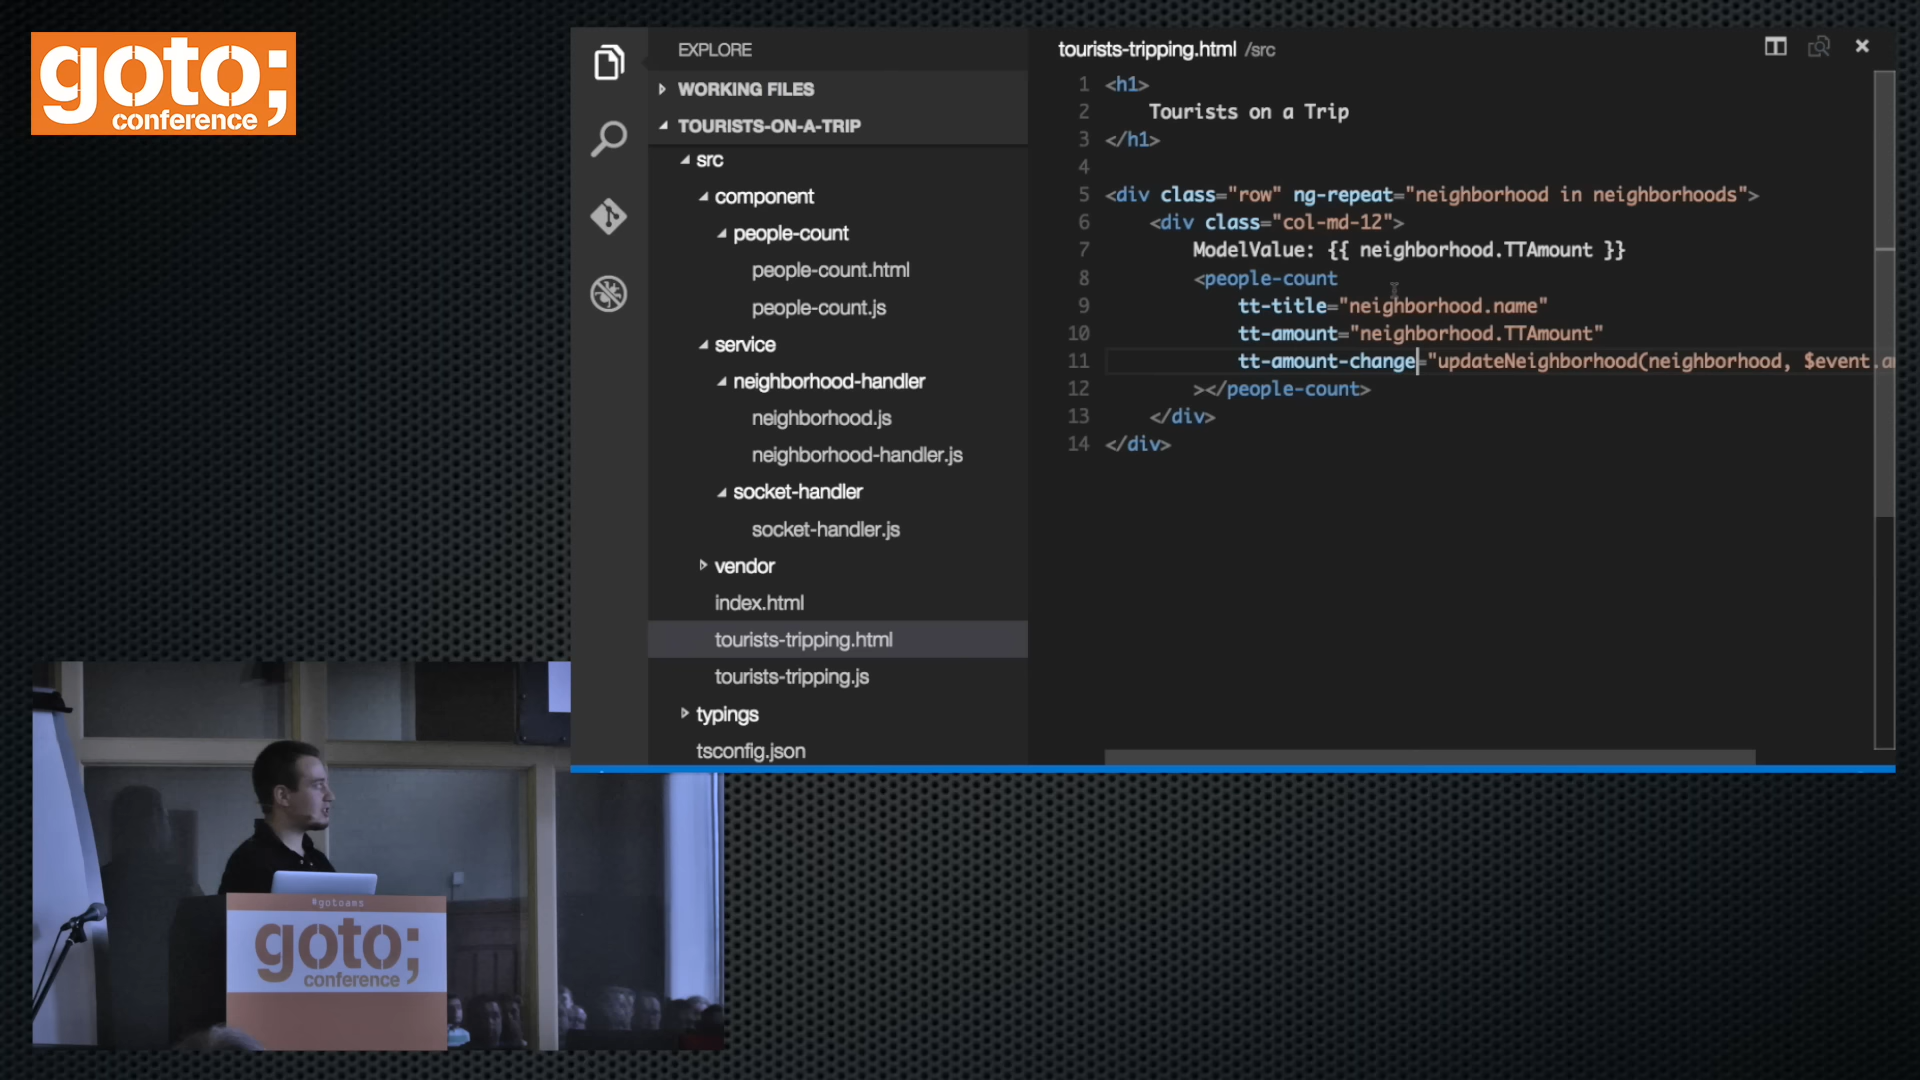 goto;
conference
EXPLORE
WORKING FILES
TOURISTS-ON-A-TRIP
src
component
people-count
people-count.html
people-count.js
service
neighborhood-handler
neighborhood.js
neighborhood-handler.js
socket-handler
socket-handler.js
vendor
index.html
tourists-tripping.html
tourists-tripping.js
typings
tsconfig.json
tourists-tripping.html /src
1 <h1>
2 Tourists on a Trip
3 </h1>
4
5 <div class="row" ng-repeat="neighborhood in neighborhoods">
6 <div class="col-md-12">
7 ModelValue: {{ neighborhood.TTAmount }}
8 <people-count
9 tt-title="neighborhood.name"
10 tt-amount="neighborhood.TTAmount"
11 tt-amount-change="updateNeighborhood(neighborhood, $event.a
12 ></people-count>
13 </div>
14 </div>
#gotoams
goto;
conference